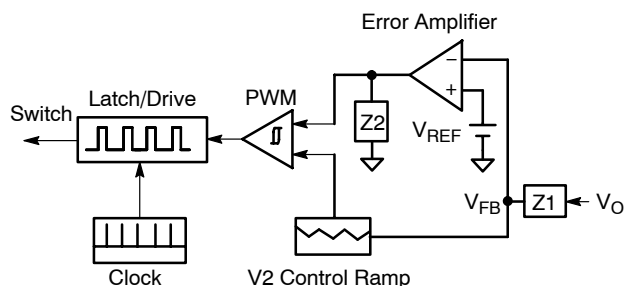 Error Amplifier
Latch/Drive
PWM
Switch
−
+
Z2
VREF
VFB
Z1
VO
Clock
V2 Control Ramp